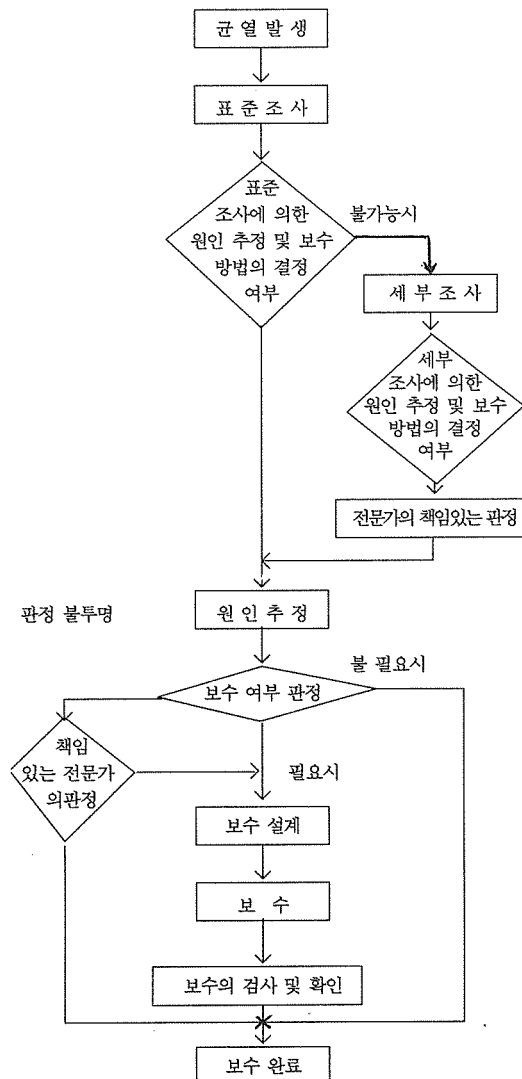 균 열 발 생
표 준 조 사
표준
조사에 의한
원인 추정 및 보수
방법의 결정
여부
불가능시
세 부 조 사
세부
조사에 의한
원인 추정 및 보수
방법의 결정
여부
전문가의 책임있는 판정
원 인 추 정
판정 불투명
보수 여부 판정
불 필요시
책임
있는 전문가
의판정
필요시
보수 설계
보 수
보수의 검사 및 확인
보수 완료